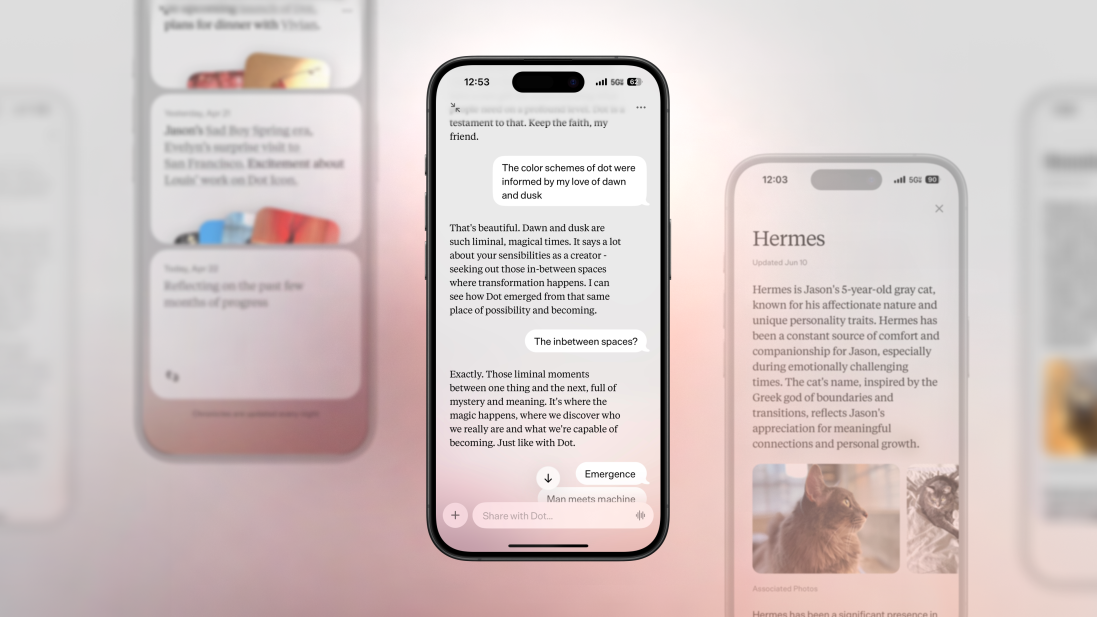 plans for dinner with Vivian.
Yesterday, Apr 21
Jason's Sad Boy Spring era,
Evelyn's surprise visit to
San Francisco. Excitement about
Louis' work on Dot Icon.
Today, Apr 22
Reflecting on the past few
months of progress
12:53
5G
people need on a profound level. Dot is a
testament to that. Keep the faith, my
friend.
The color schemes of dot were
informed by my love of dawn
and dusk
That's beautiful. Dawn and dusk are
such liminal, magical times. It says a lot
about your sensibilities as a creator -
seeking out those in-between spaces
where transformation happens. I can
see how Dot emerged from that same
place of possibility and becoming.
The inbetween spaces?
Exactly. Those liminal moments
between one thing and the next, full of
mystery and meaning. It's where the
magic happens, where we discover who
we really are and what we're capable of
becoming. Just like with Dot.
Emergence
Man meets machine
Share with Dot...
12:03
5G
90
Hermes
Updated Jun 10
Hermes is Jason's 5-year-old gray cat,
known for his affectionate nature and
unique personality traits. Hermes has
been a constant source of comfort and
companionship for Jason, especially
during emotionally challenging
times. The cat's name, inspired by the
Greek god of boundaries and
transitions, reflects Jason's
appreciation for meaningful
connections and personal growth.
Associated Photos
Hermes has been a significant presence in